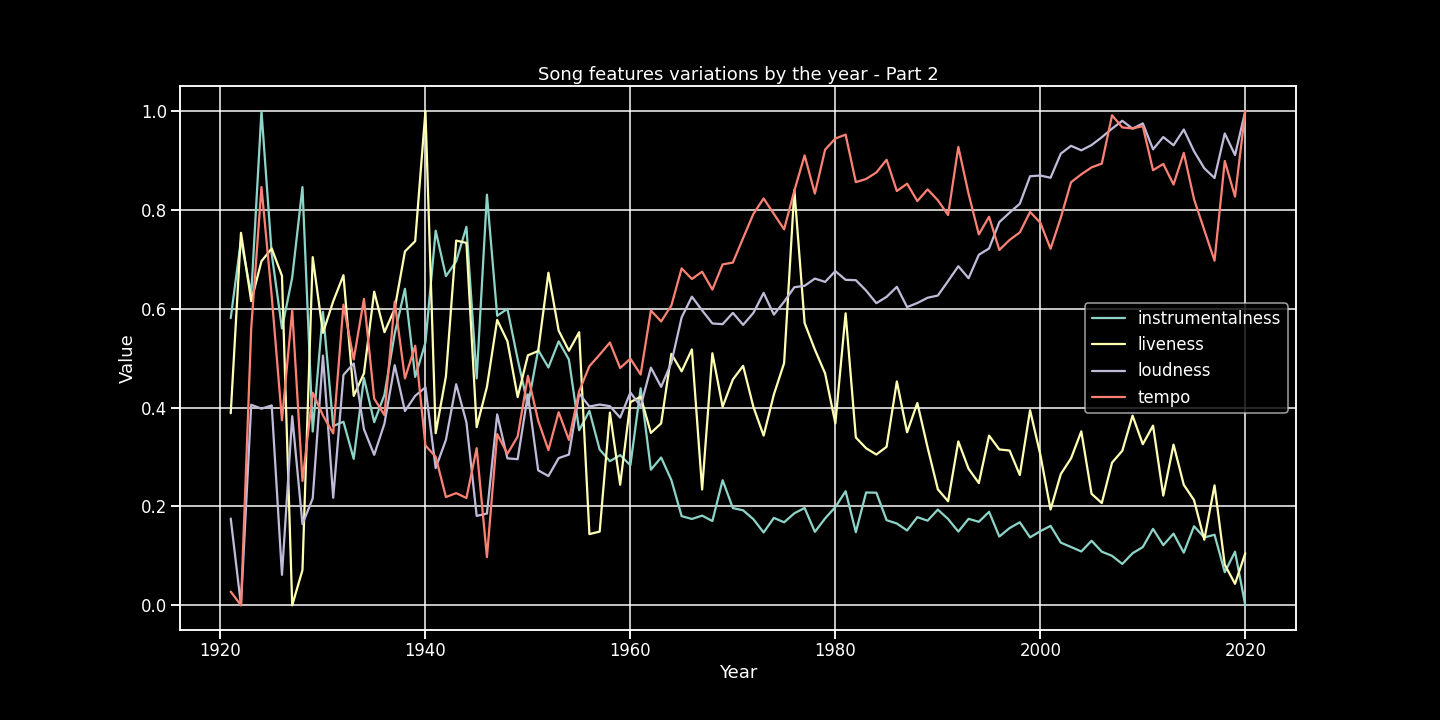 Song features variations by the year - Part 2
1.0
0.8
0.6
0.4
0.2
0.0
Value
instrumentalness
liveness
loudness
tempo
1920 1940 1960 1980 2000 2020
Year